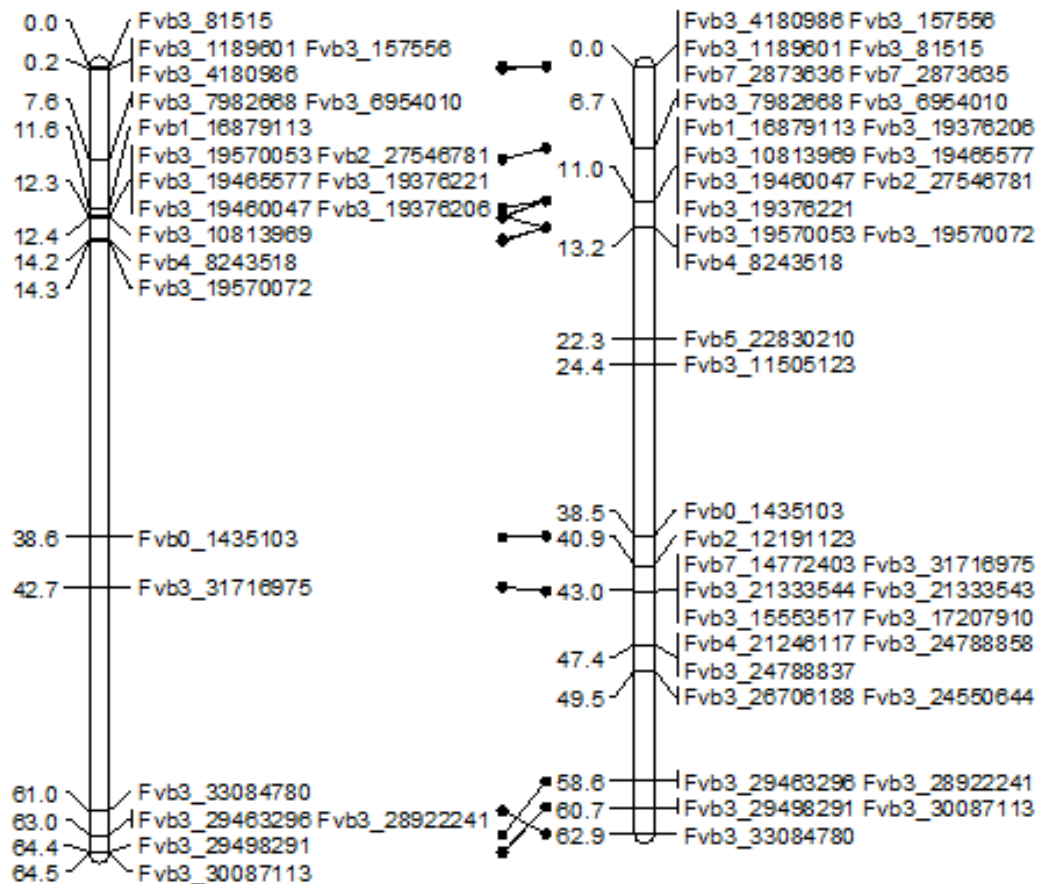 0.0 Fvb3_81515
0.2 Fvb3_1189601 Fvb3_157556
Fvb3_4180986
7.6 Fvb3_7982668 Fvb3_6954010
11.6 Fvb1_16879113
Fvb3_19570053 Fvb2_27546781
12.3 Fvb3_19465577 Fvb3_19376221
Fvb3_19460047 Fvb3_19376206
12.4 Fvb3_10813969
14.2 Fvb4_8243518
14.3 Fvb3_19570072
38.6 Fvb0_1435103
42.7 Fvb3_31716975
61.0 Fvb3_33084780
63.0 Fvb3_29463296 Fvb3_28922241
64.4 Fvb3_29498291
64.5 Fvb3_30087113
Fvb3_4180986 Fvb3_157556
0.0 Fvb3_1189601 Fvb3_81515
Fvb7_2873636 Fvb7_2873635
6.7 Fvb3_7982668 Fvb3_6954010
Fvb1_16879113 Fvb3_19376206
11.0 Fvb3_10813969 Fvb3_19465577
Fvb3_19460047 Fvb2_27546781
Fvb3_19376221
13.2 Fvb3_19570053 Fvb3_19570072
Fvb4_8243518
22.3 Fvb5_22830210
24.4 Fvb3_11505123
38.5 Fvb0_1435103
40.9 Fvb2_12191123
Fvb7_14772403 Fvb3_31716975
43.0 Fvb3_21333544 Fvb3_21333543
Fvb3_15553517 Fvb3_17207910
Fvb4_21246117 Fvb3_24788858
47.4 Fvb3_24788837
49.5 Fvb3_26706188 Fvb3_24550644
58.6 Fvb3_29463296 Fvb3_28922241
60.7 Fvb3_29498291 Fvb3_30087113
62.9 Fvb3_33084780